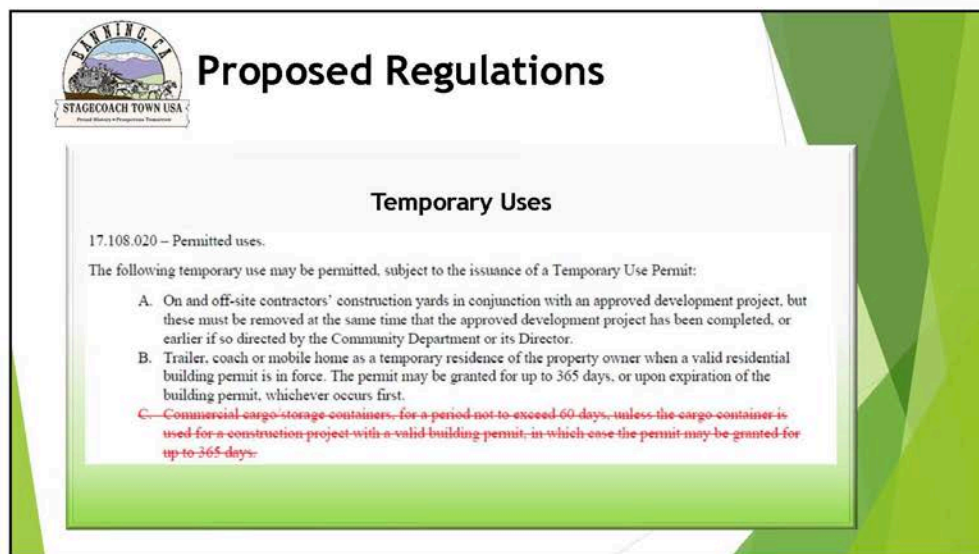 BANNING, CA
STAGECOACH TOWN USA
Proud History • Prosperous Tomorrow
Proposed Regulations
Temporary Uses
17.108.020 – Permitted uses.
The following temporary use may be permitted, subject to the issuance of a Temporary Use Permit:
A. On and off-site contractors’ construction yards in conjunction with an approved development project, but
these must be removed at the same time that the approved development project has been completed, or
earlier if so directed by the Community Department or its Director.
B. Trailer, coach or mobile home as a temporary residence of the property owner when a valid residential
building permit is in force. The permit may be granted for up to 365 days, or upon expiration of the
building permit, whichever occurs first.
C. Commercial cargo storage containers, for a period not to exceed 60 days, unless the cargo container is
used for a construction project with a valid building permit, in which case the permit may be granted for
up to 365 days.